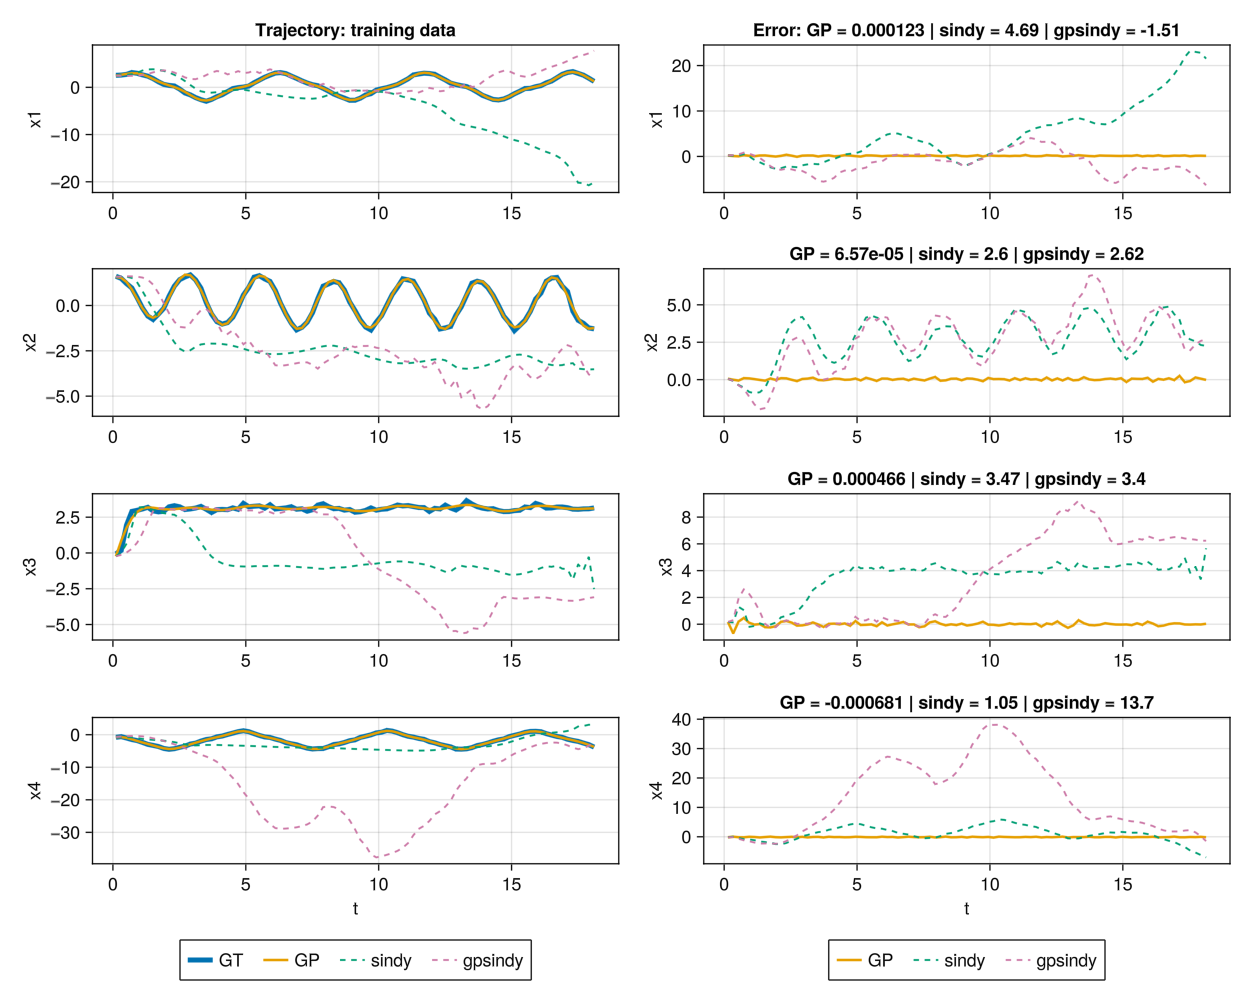 Trajectory: training data
x1
0
−10
−20
0 5 10 15
Error: GP = 0.000123 | sindy = 4.69 | gpsindy = -1.51
x1
20
10
0
0 5 10 15
x2
0.0
−2.5
−5.0
0 5 10 15
GP = 6.57e-05 | sindy = 2.6 | gpsindy = 2.62
x2
5.0
2.5
0.0
0 5 10 15
x3
2.5
0.0
−2.5
−5.0
0 5 10 15
GP = 0.000466 | sindy = 3.47 | gpsindy = 3.4
x3
8
6
4
2
0
0 5 10 15
x4
0
−10
−20
−30
0 5 10 15
t
GP = -0.000681 | sindy = 1.05 | gpsindy = 13.7
x4
40
30
20
10
0
0 5 10 15
t
GT GP sindy gpsindy
GP sindy gpsindy